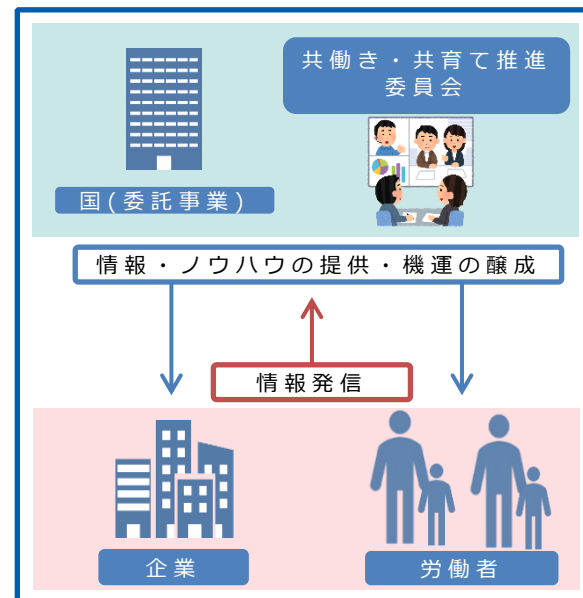 共働き・共育て推進
委員会
国(委託事業)
情報・ノウハウの提供・機運の醸成
情報発信
企業
労働者